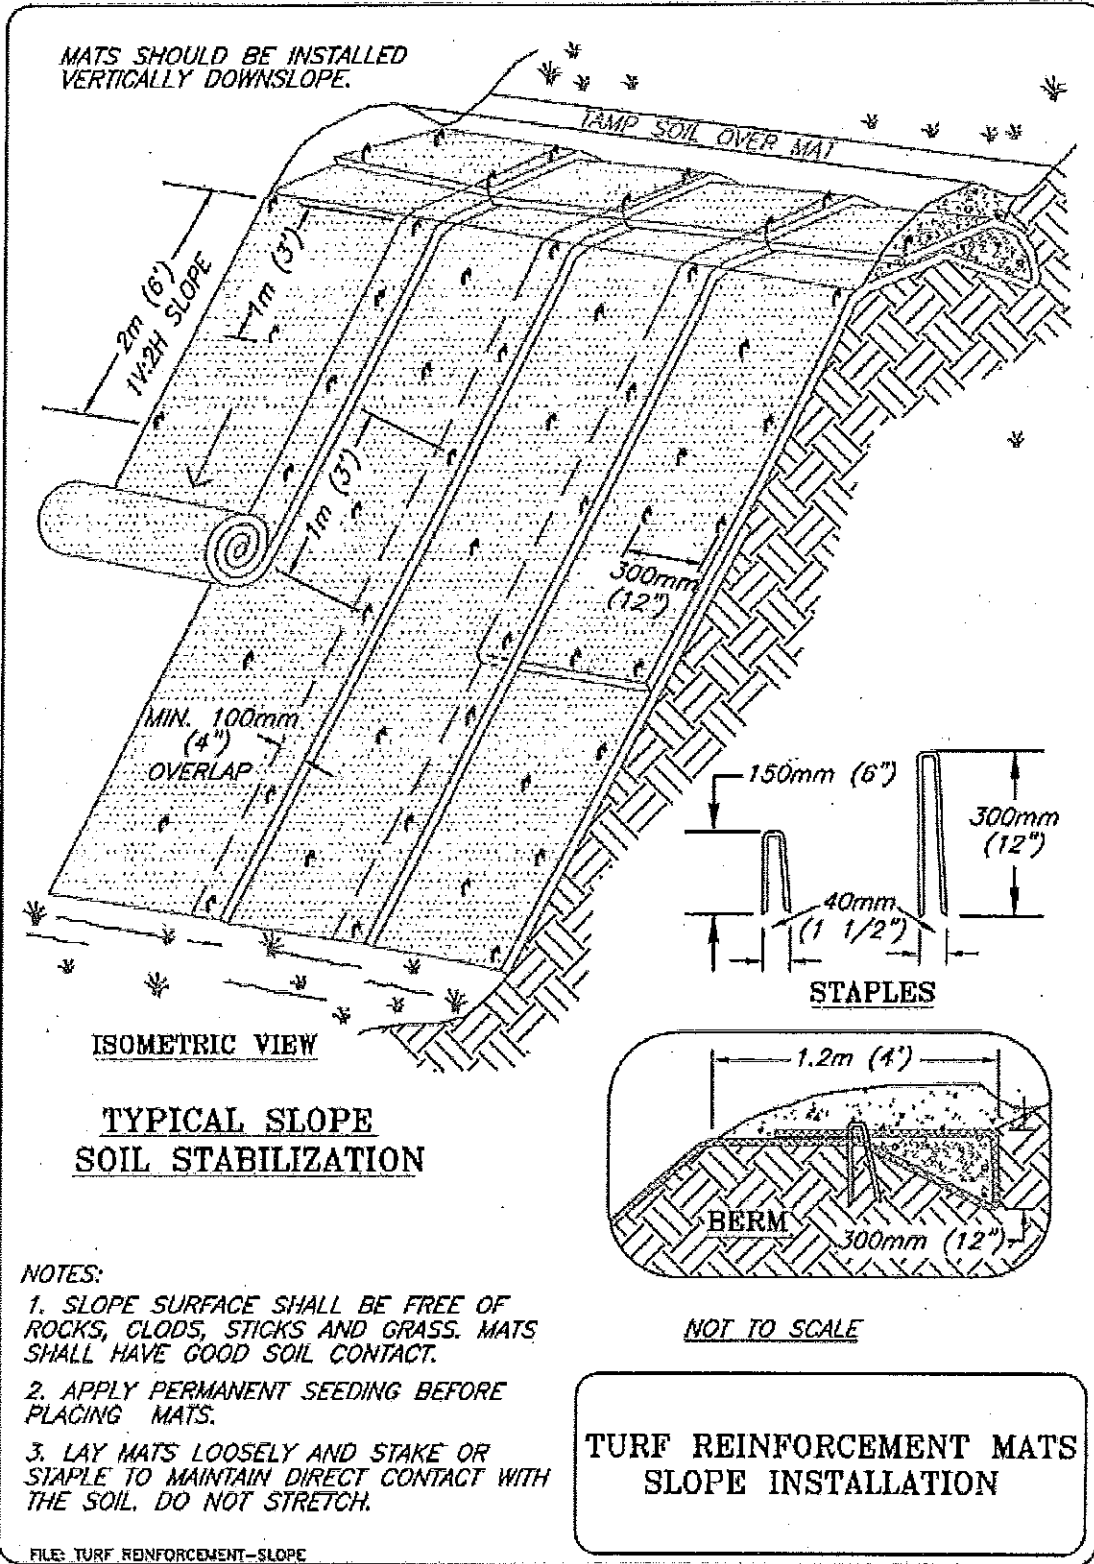 MATS SHOULD BE INSTALLED
VERTICALLY DOWNSLOPE.
TAMP SOIL OVER MAT
2m (6')
1V:2H SLOPE
1m (3')
1m (3')
300mm
(12")
MIN. 100mm
(4")
OVERLAP
150mm (6")
300mm
(12")
40mm
(1 1/2")
STAPLES
ISOMETRIC VIEW
1.2m (4')
TYPICAL SLOPE
SOIL STABILIZATION
BERM
300mm (12")
NOTES:
1. SLOPE SURFACE SHALL BE FREE OF
ROCKS, CLODS, STICKS AND GRASS. MATS
SHALL HAVE GOOD SOIL CONTACT.
NOT TO SCALE
2. APPLY PERMANENT SEEDING BEFORE
PLACING MATS.
3. LAY MATS LOOSELY AND STAKE OR
STAPLE TO MAINTAIN DIRECT CONTACT WITH
THE SOIL. DO NOT STRETCH.
TURF REINFORCEMENT MATS
SLOPE INSTALLATION
FILE: TURF REINFORCEMENT-SLOPE